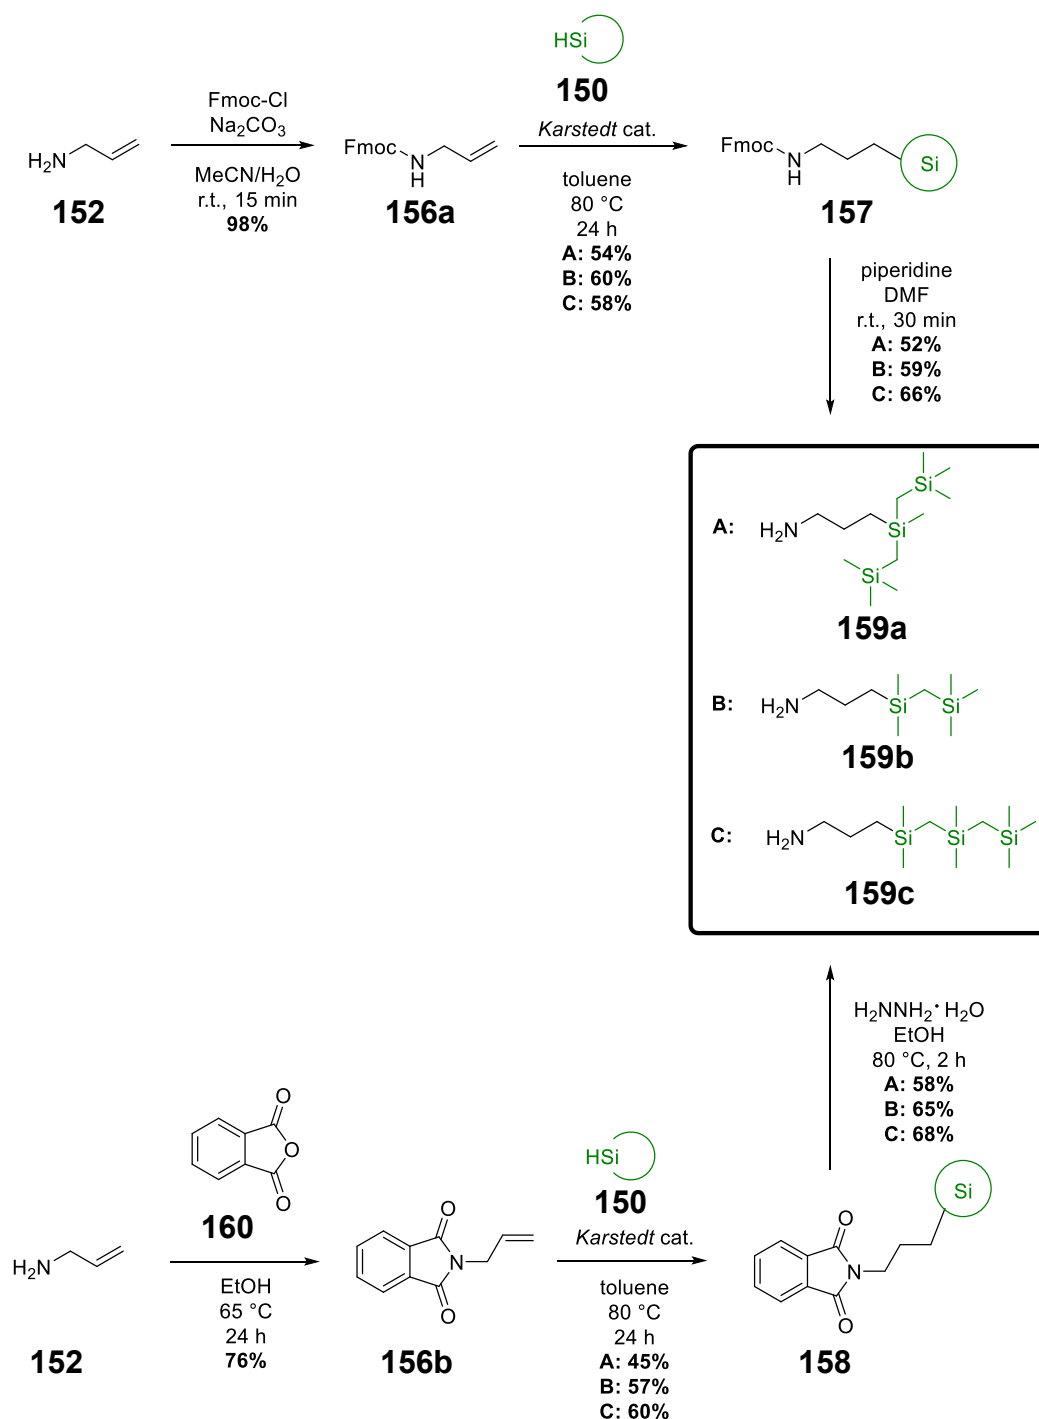 HSi
150
Fmoc-Cl
Na₂CO₃
MeCN/H₂O
r.t., 15 min
98%
H₂N
152
Fmoc
N
H
156a
Karstedt cat.
toluene
80 °C
24 h
A: 54%
B: 60%
C: 58%
Fmoc
N
H
Si
157
piperidine
DMF
r.t., 30 min
A: 52%
B: 59%
C: 66%
A:
H₂N
Si
Si
Si
159a
B:
H₂N
Si
Si
159b
C:
H₂N
Si
Si
Si
159c
H₂NNH₂·H₂O
EtOH
80 °C, 2 h
A: 58%
B: 65%
C: 68%
H₂N
152
O
O
O
160
EtOH
65 °C
24 h
76%
O
N
O
156b
HSi
150
Karstedt cat.
toluene
80 °C
24 h
A: 45%
B: 57%
C: 60%
Si
O
N
O
158